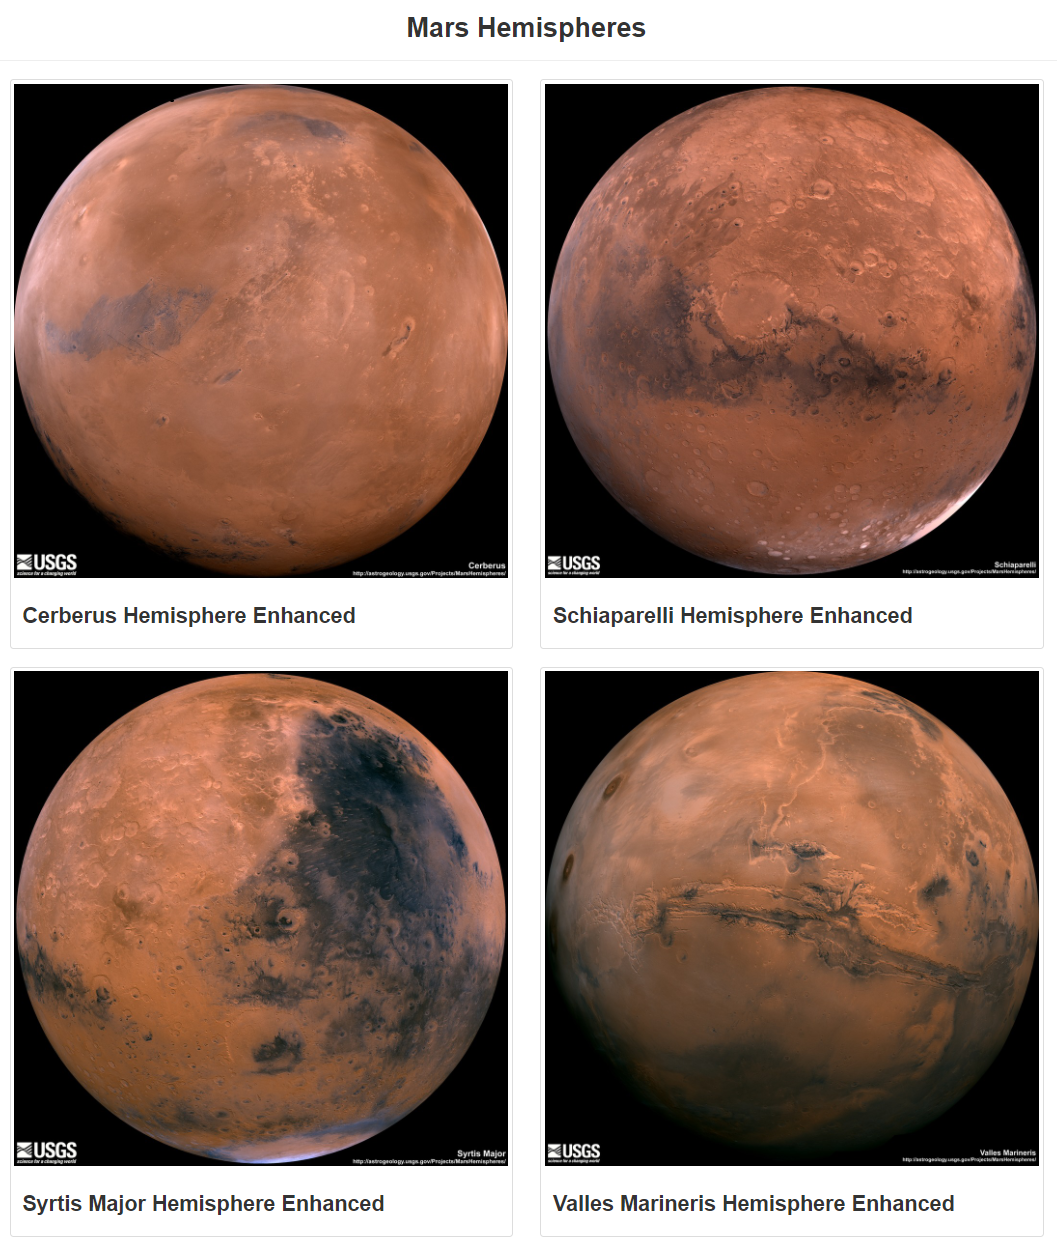 Mars Hemispheres
USGS
science for a changing world
Cerberus
http://astrogeology.usgs.gov/Projects/MarsHemispheres/
Cerberus Hemisphere Enhanced
USGS
science for a changing world
Schiaparelli
http://astrogeology.usgs.gov/Projects/MarsHemispheres/
Schiaparelli Hemisphere Enhanced
USGS
science for a changing world
Syrtis Major
http://astrogeology.usgs.gov/Projects/MarsHemispheres/
Syrtis Major Hemisphere Enhanced
USGS
science for a changing world
Valles Marineris
http://astrogeology.usgs.gov/Projects/MarsHemispheres/
Valles Marineris Hemisphere Enhanced